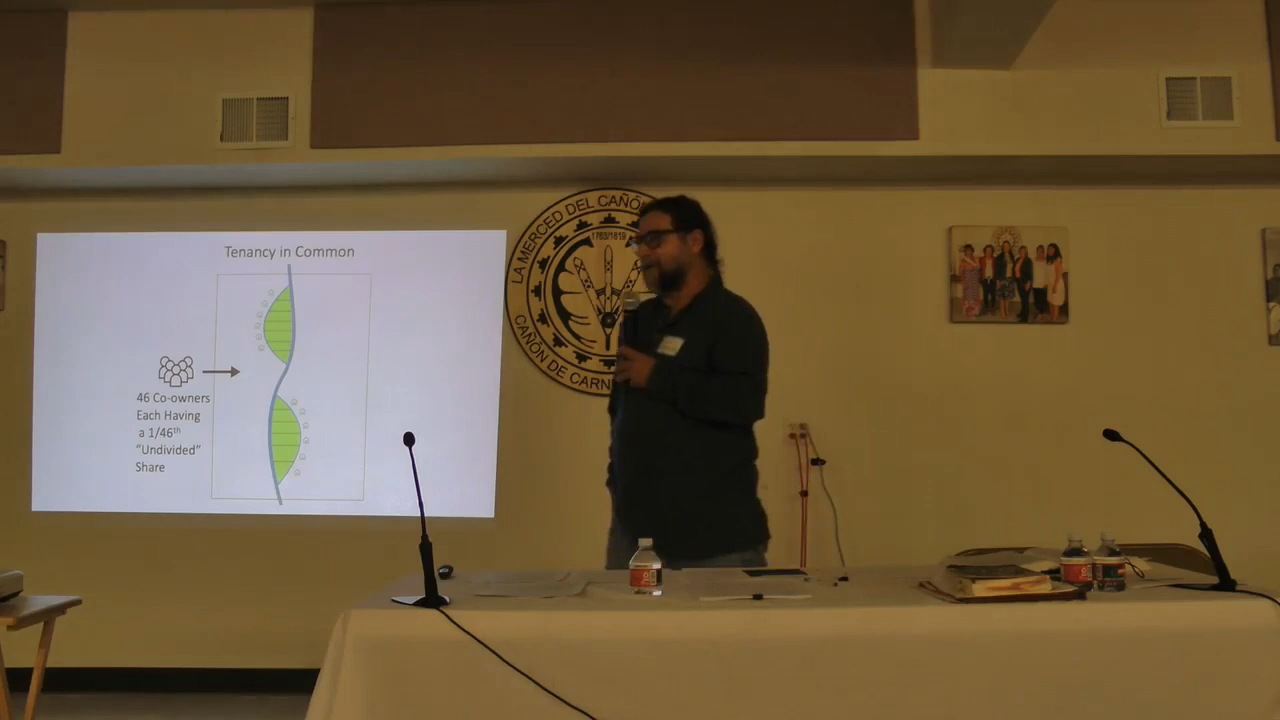 Tenancy in Common
46 Co-owners
Each Having
a 1/46th
"Undivided"
Share
LA MERCED DEL CAÑÓN
1763/1819
CAÑÓN DE CARN